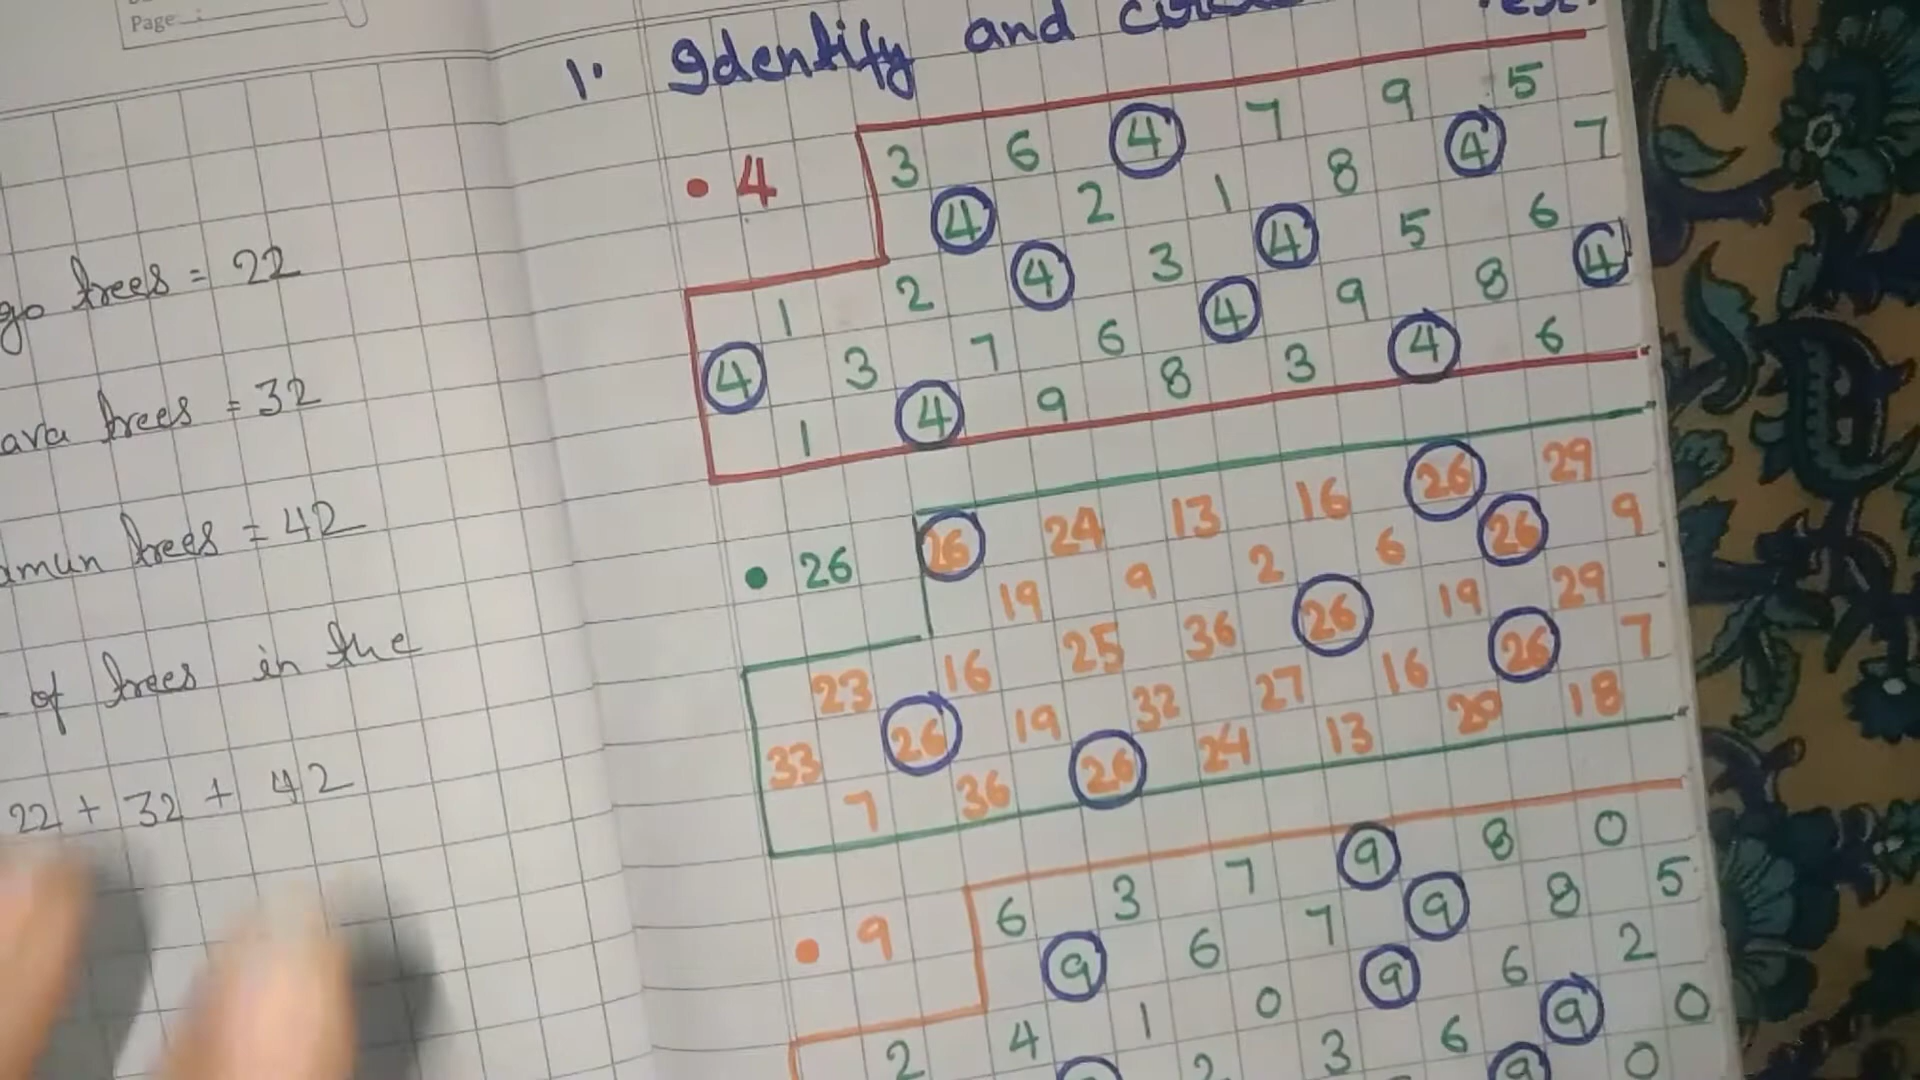 Page
trees = 22
trees = 32
trees = 42
of trees in the
22 + 32 + 42
1. Identify and
• 4
3 6 4 7 9 5
4 2 1 8 4 7
1 2 4 3 4 5 6
4 3 7 6 4 9 8 4
1 4 9 8 3 4 6
• 26
26 24 13 16 26 29
19 9 2 6 26 9
23 16 25 36 26 19 29
33 26 19 32 27 16 26 7
7 36 26 24 13 20 18
• 9
6 3 7 9 8 0
9 6 7 9 8 5
2 4 1 0 9 6 2
2 3 6 9 0
9 0